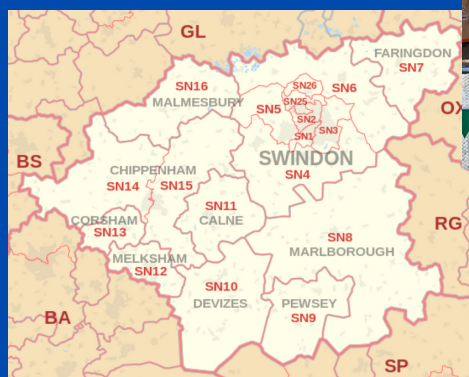 GL
FARINGDON
SN7
SN16
MALMESBURY
SN26
SN6
SN25
SN5
SN2
SN3
SN1
OX
SWINDON
SN4
BS
CHIPPENHAM
SN14
SN15
SN11
CALNE
CORSHAM
SN13
RG
SN8
MARLBOROUGH
MELKSHAM
SN12
SN10
DEVIZES
PEWSEY
SN9
BA
SP